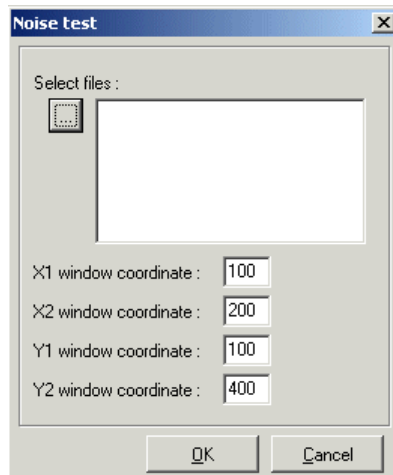 Noise test
Select files :
...
X1 window coordinate : 100
X2 window coordinate : 200
Y1 window coordinate : 100
Y2 window coordinate : 400
OK Cancel